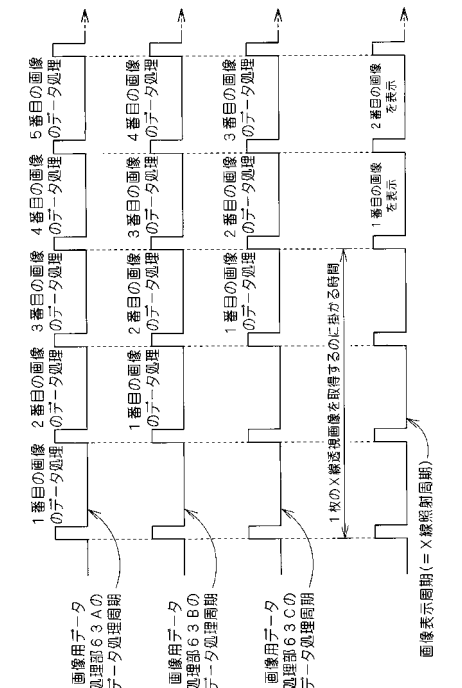 1番目の画像
のデータ処理
2番目の画像
のデータ処理
3番目の画像
のデータ処理
4番目の画像
のデータ処理
5番目の画像
のデータ処理
画像用データ
処理部63Aの
データ処理周期
1番目の画像
のデータ処理
2番目の画像
のデータ処理
3番目の画像
のデータ処理
4番目の画像
のデータ処理
画像用データ
処理部63Bの
データ処理周期
1番目の画像
のデータ処理
2番目の画像
のデータ処理
3番目の画像
のデータ処理
画像用データ
処理部63Cの
データ処理周期
1枚のX線透視画像を取得するのに掛かる時間
1番目の画像
を表示
2番目の画像
を表示
画像表示周期(=X線照射周期)